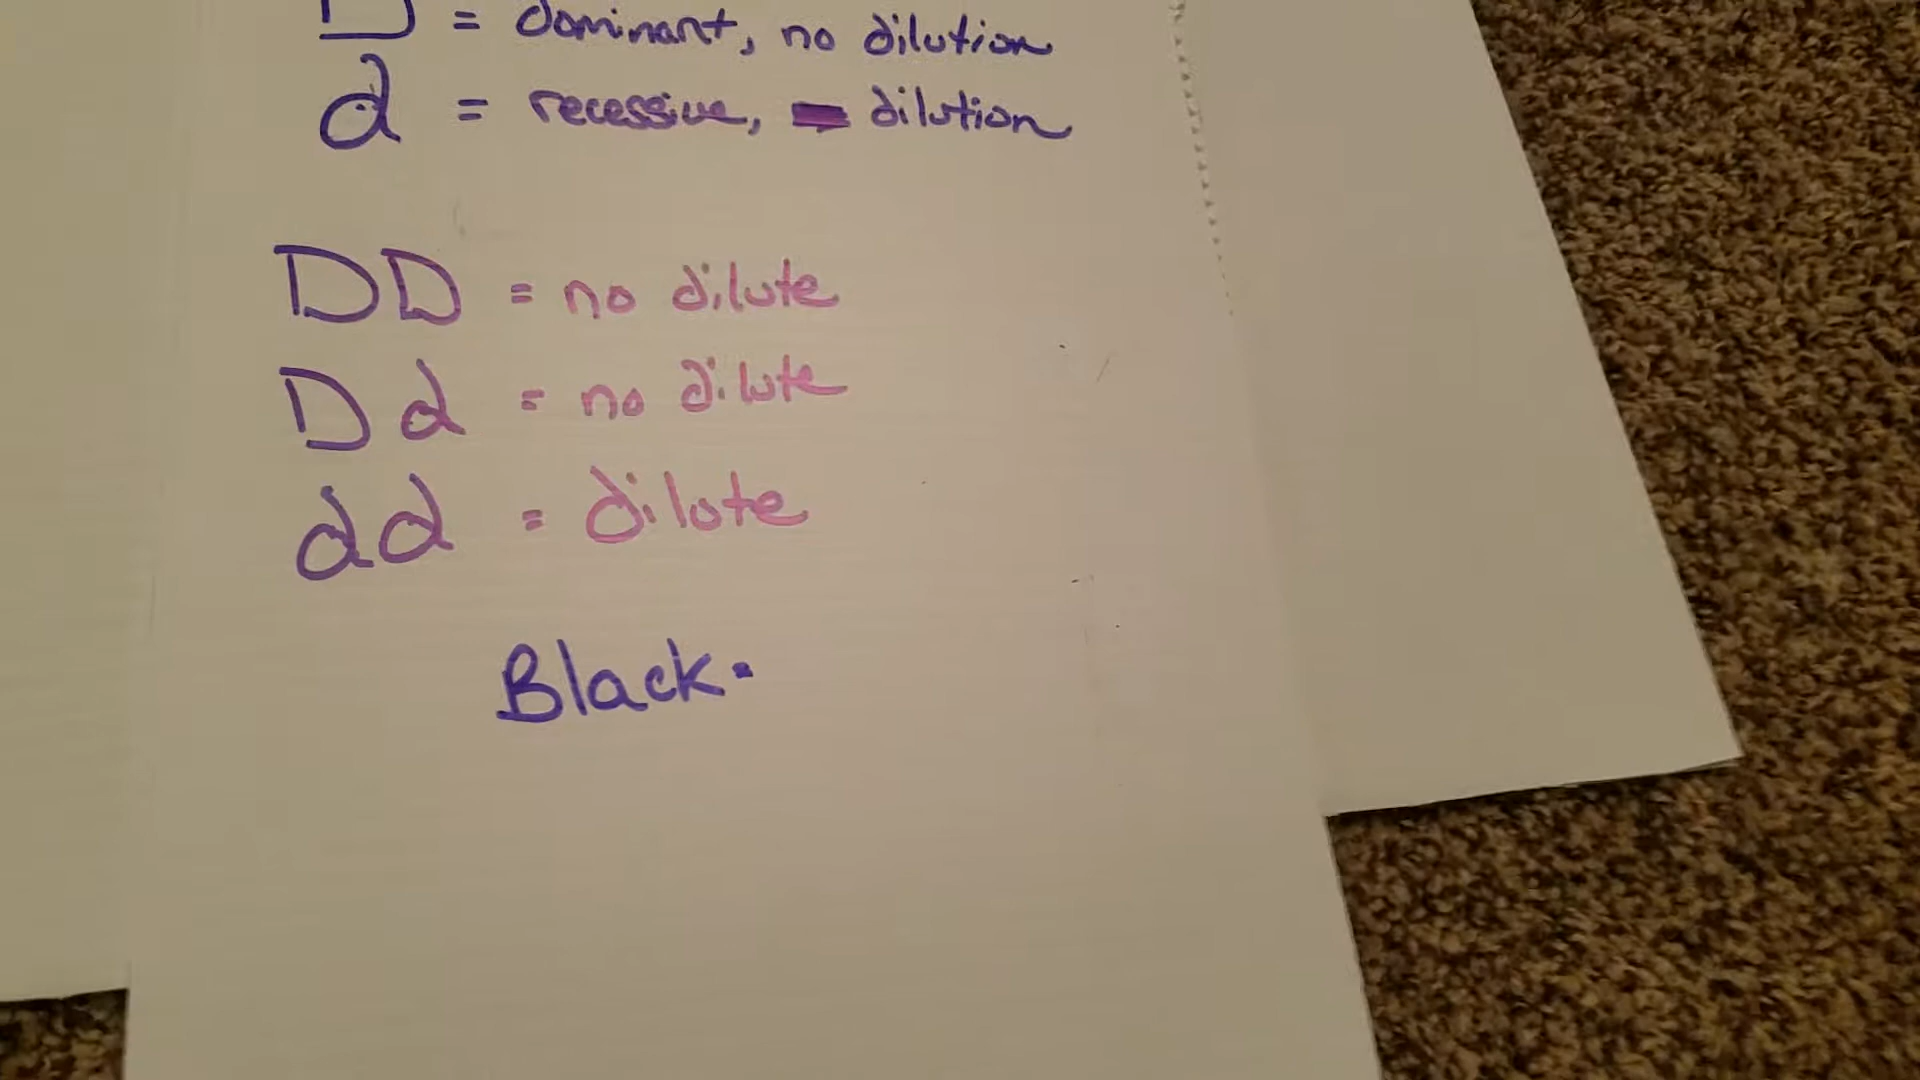 D = dominant, no dilution
d = recessive, dilution
DD = no dilute
Dd = no dilute
dd = dilute
Black-